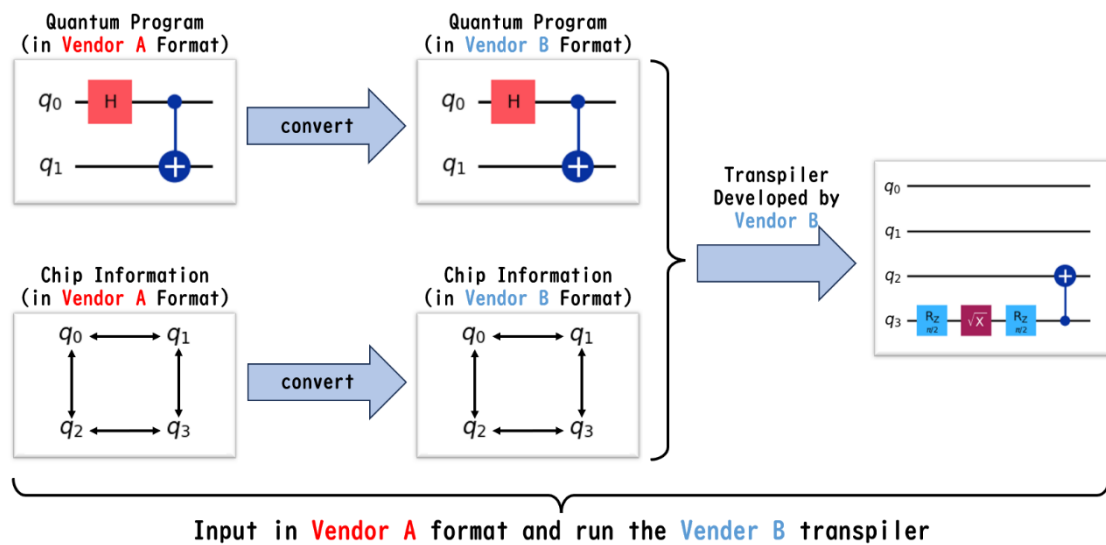 Quantum Program
(in Vendor A Format)
Quantum Program
(in Vendor B Format)
q0
H
q1
convert
q0
H
q1
Transpiler
Developed by
Vendor B
q0
q1
q2
q3
RZ
π/2
√X
RZ
π/2
Chip Information
(in Vendor A Format)
Chip Information
(in Vendor B Format)
q0
q1
q2
q3
convert
q0
q1
q2
q3
Input in Vendor A format and run the Vender B transpiler